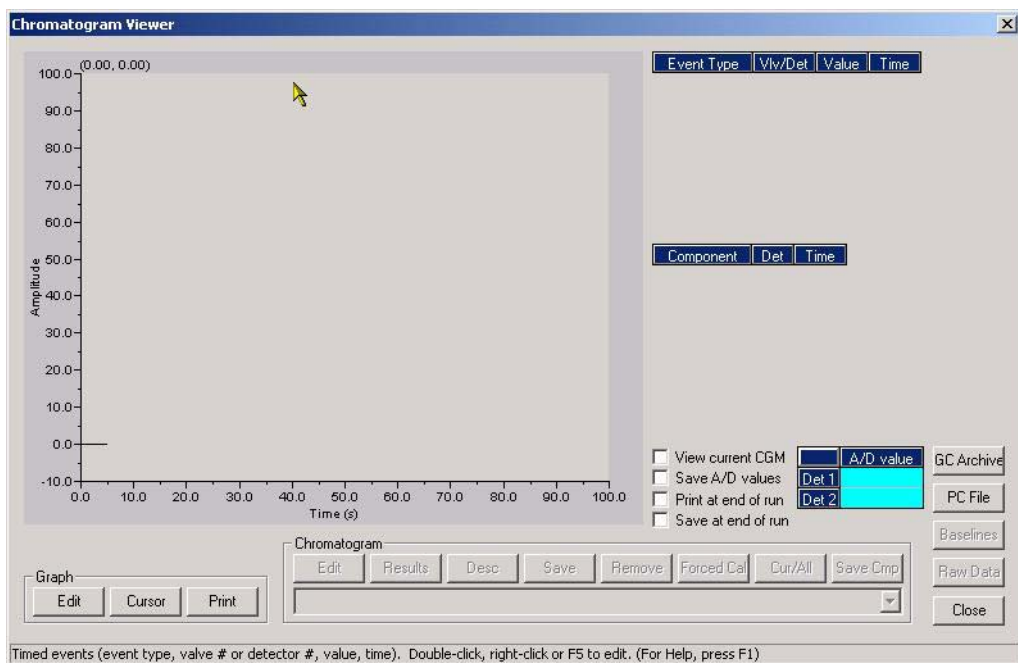 Chromatogram Viewer
(0.00, 0.00)
Event Type Vlv/Det Value Time
100.0
90.0
80.0
70.0
60.0
50.0
40.0
30.0
20.0
10.0
0.0
-10.0
Amplitude
0.0 10.0 20.0 30.0 40.0 50.0 60.0 70.0 80.0 90.0 100.0
Time (s)
Component Det Time
View current CGM
Save A/D values
Print at end of run
Save at end of run
A/D value
Det 1
Det 2
GC Archive
PC File
Baselines
Raw Data
Close
Chromatogram
Edit Results Desc Save Remove Forced Cal Cur/All Save Cmp
Graph
Edit Cursor Print
Timed events (event type, valve # or detector #, value, time). Double-click, right-click or F5 to edit. (For Help, press F1)